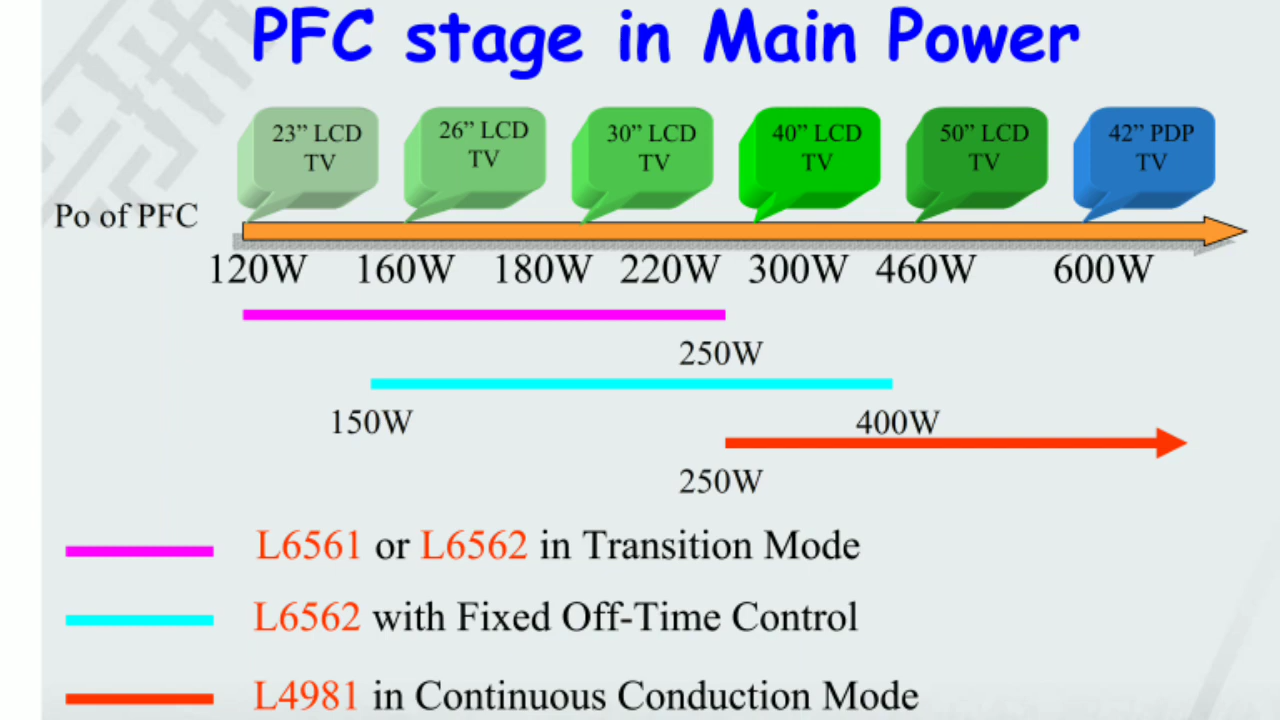 PFC stage in Main Power
23” LCD
TV
26” LCD
TV
30” LCD
TV
40” LCD
TV
50” LCD
TV
42” PDP
TV
Po of PFC
120W 160W 180W 220W 300W 460W 600W
250W
150W 400W
250W
L6561 or L6562 in Transition Mode
L6562 with Fixed Off-Time Control
L4981 in Continuous Conduction Mode